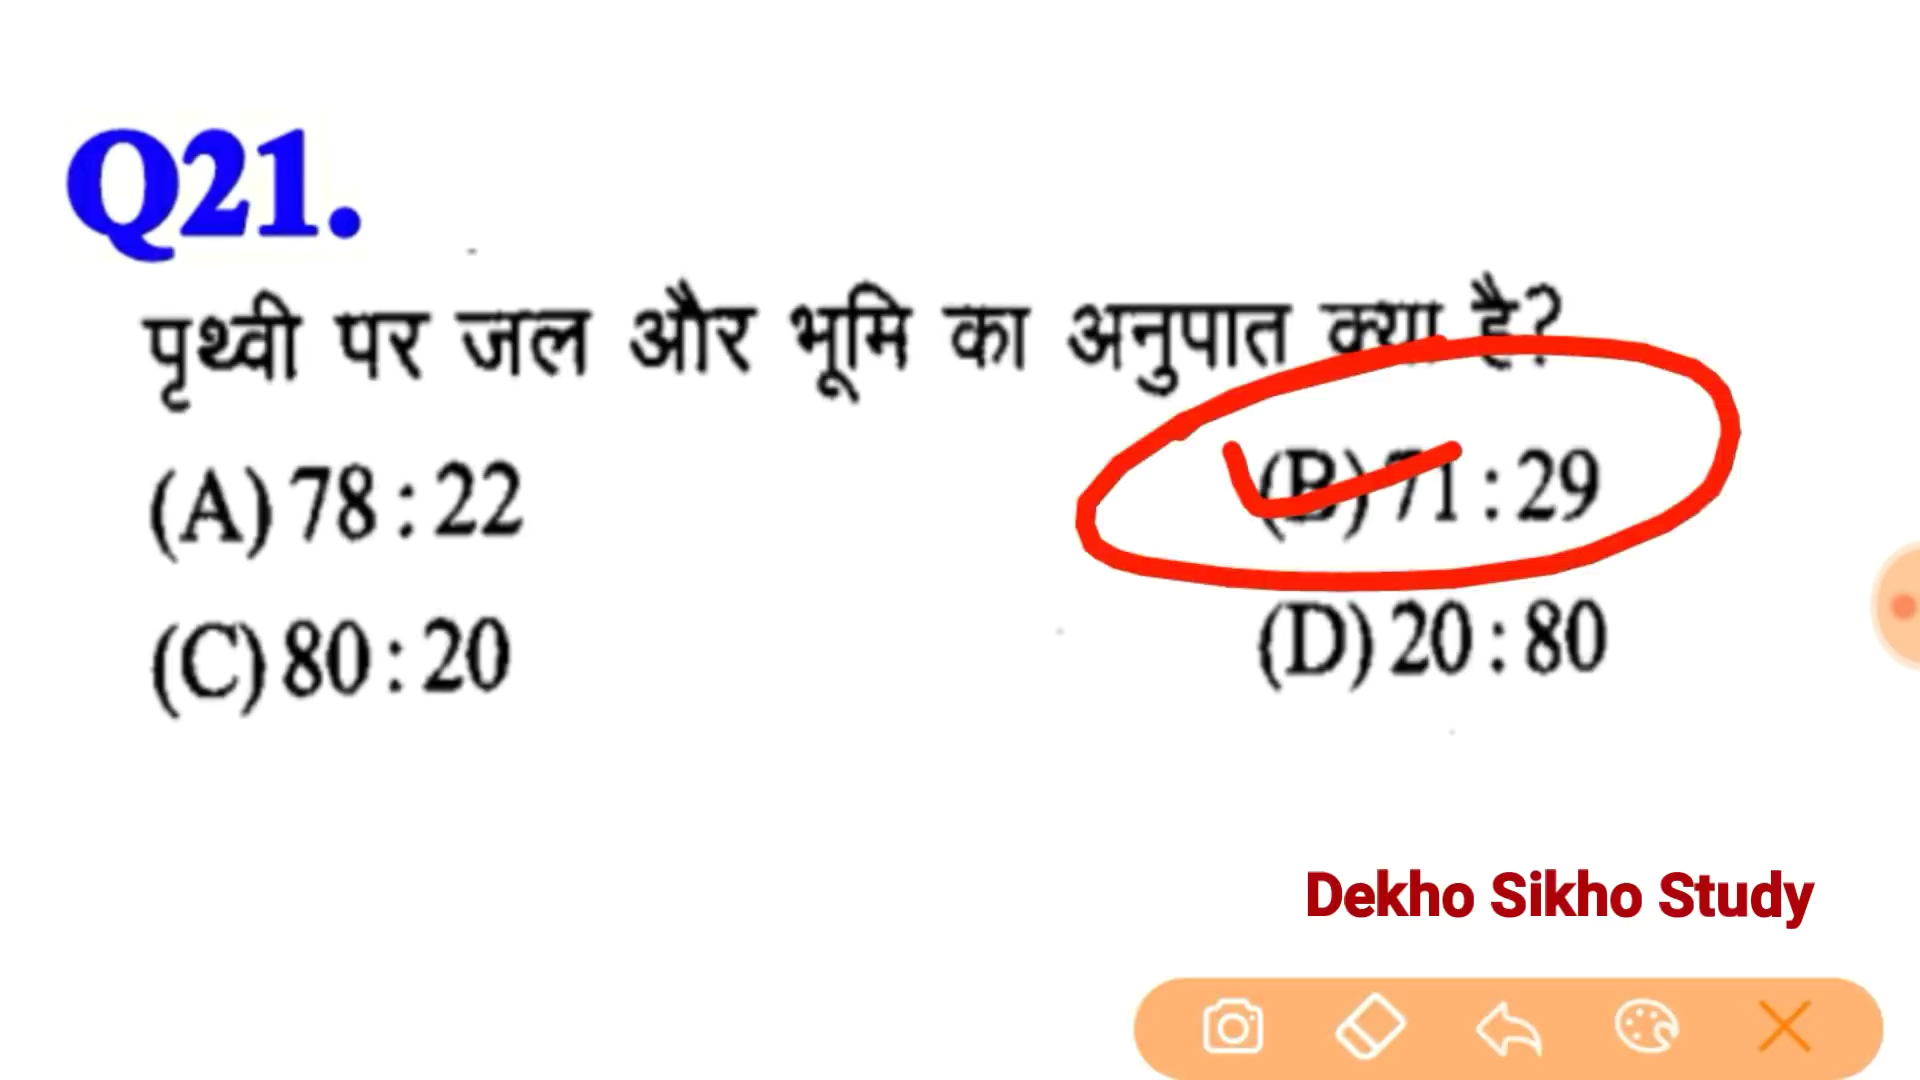 Q21.
पृथ्वी पर जल और भूमि का अनुपात क्या है?
(A) 78 : 22
(B) 71 : 29
(C) 80 : 20
(D) 20 : 80
Dekho Sikho Study